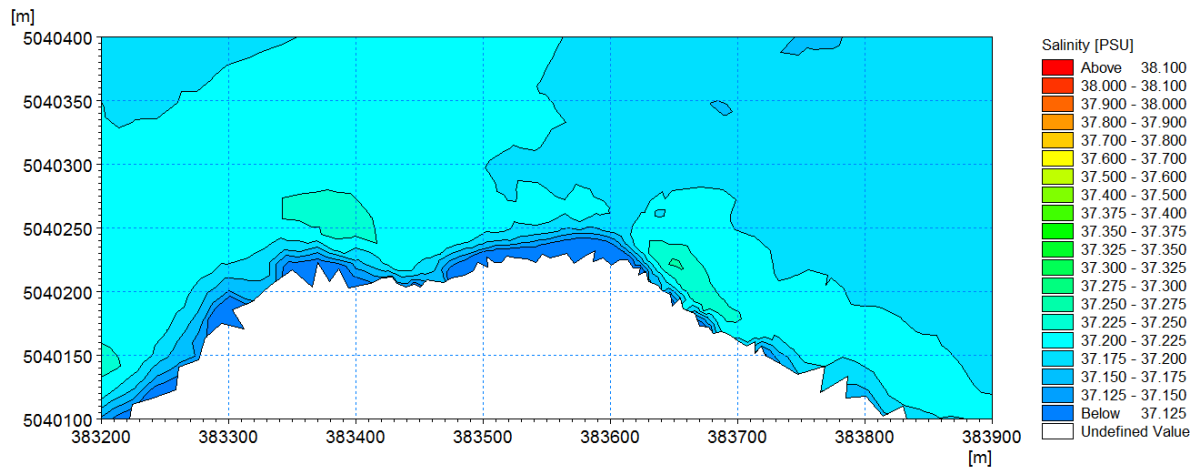 [m]
5040400
5040350
5040300
5040250
5040200
5040150
5040100
383200 383300 383400 383500 383600 383700 383800 383900
[m]
Salinity [PSU]
Above 38.100
38.000 - 38.100
37.900 - 38.000
37.800 - 37.900
37.700 - 37.800
37.600 - 37.700
37.500 - 37.600
37.400 - 37.500
37.375 - 37.400
37.350 - 37.375
37.325 - 37.350
37.300 - 37.325
37.275 - 37.300
37.250 - 37.275
37.225 - 37.250
37.200 - 37.225
37.175 - 37.200
37.150 - 37.175
37.125 - 37.150
Below 37.125
Undefined Value